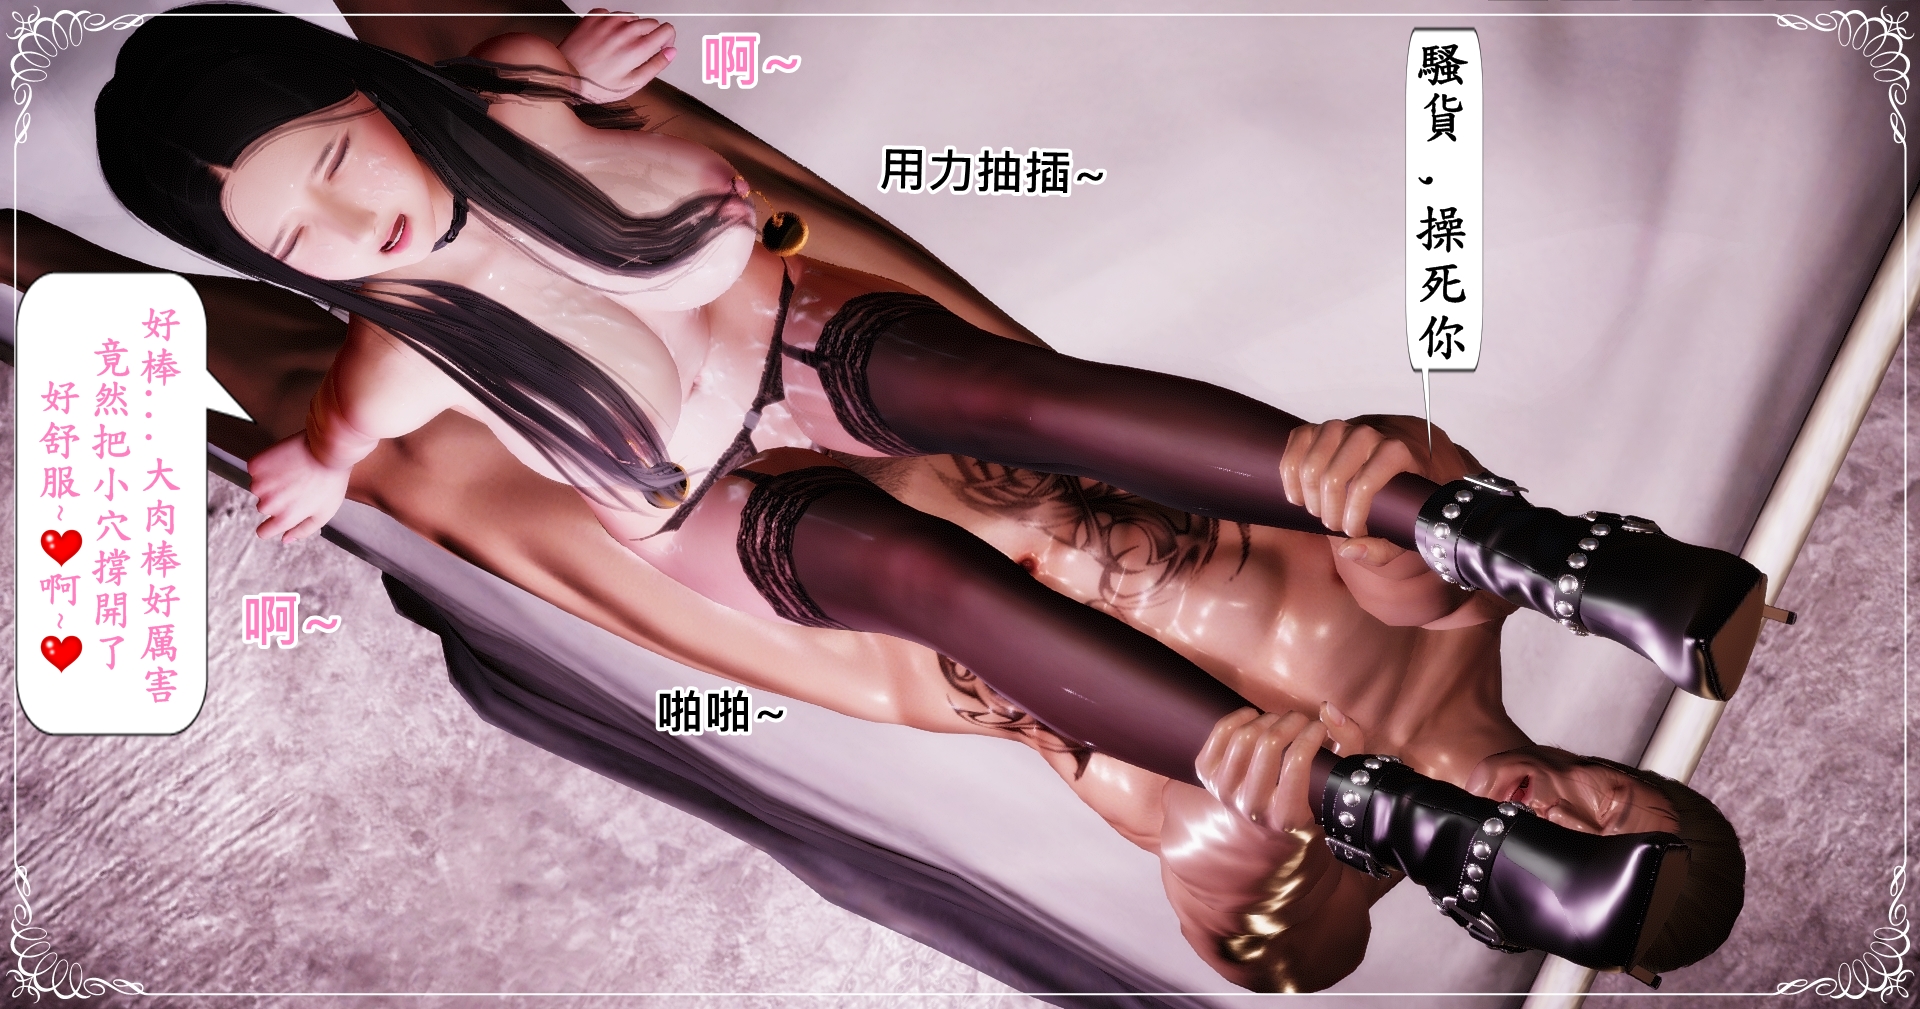 啊~
用力抽插~
騷貨，操死你
好棒...大肉棒好厲害
竟然把小穴撐開了
好舒服~❤啊~❤
啊~
啪啪~